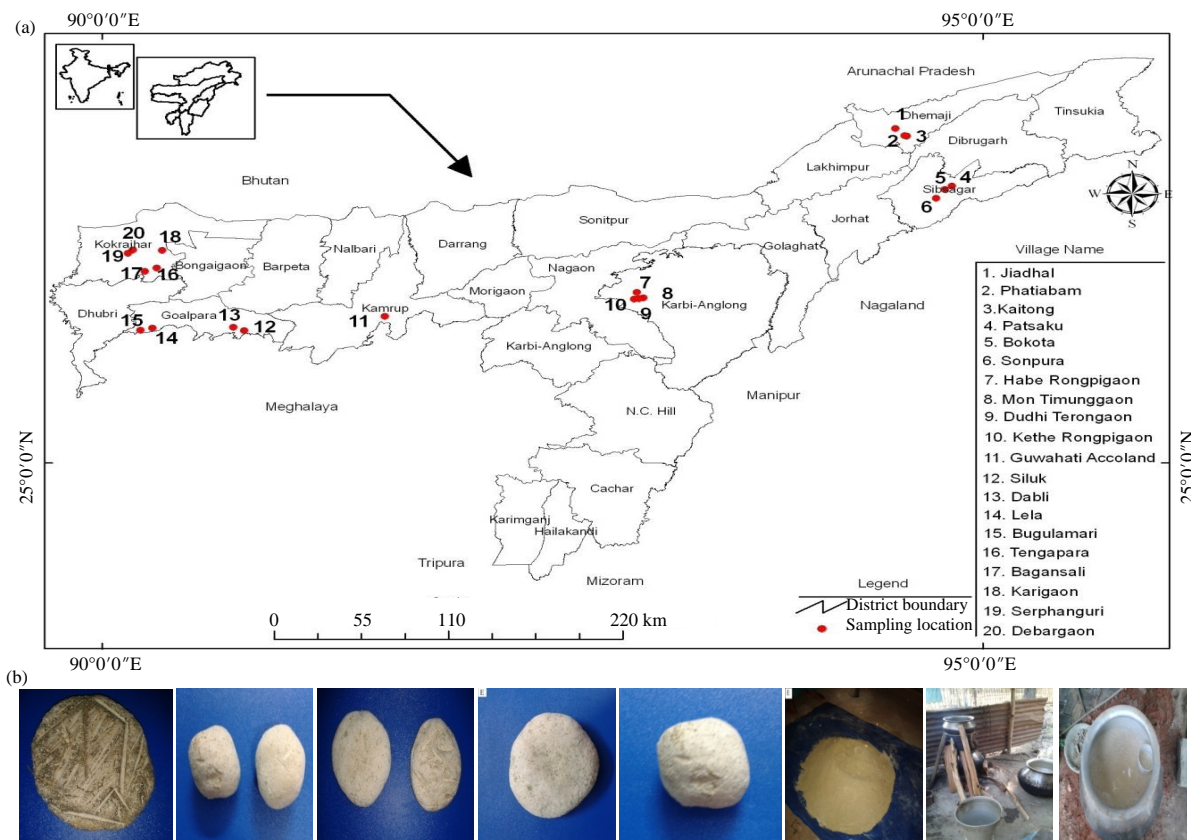 (a)
90°0′0″E
95°0′0″E
Arunachal Pradesh
Tinsukia
1
Dhemaji
2
3
Dibrugarh
Lakhimpur
Bhutan
5
4
Sibsagar
6
N
W
E
S
Jorhat
Sonitpur
Golaghat
20
18
Kokrajhar
19
17
16
Bongaigaon
Barpeta
Nalbari
Darrang
Nagaon
Morigaon
7
8
10
9
Karbi-Anglong
Nagaland
Dhubri
Goalpara
13
15
14
12
Kamrup
11
Karbi-Anglong
Meghalaya
Manipur
N.C. Hill
25°0′0″N
25°0′0″N
Cachar
Karimganj
Hailakandi
Tripura
Mizoram
Village Name
1. Jiadhal
2. Phatiabam
3.Kaitong
4. Patsaku
5. Bokota
6. Sonpura
7. Habe Rongpigaon
8. Mon Timunggaon
9. Dudhi Terongaon
10. Kethe Rongpigaon
11. Guwahati Accoland
12. Siluk
13. Dabli
14. Lela
15. Bugulamari
16. Tengapara
17. Bagansali
18. Karigaon
19. Serphanguri
20. Debargaon
Legend
District boundary
Sampling location
0
55
110
220 km
90°0′0″E
95°0′0″E
(b)
E
E